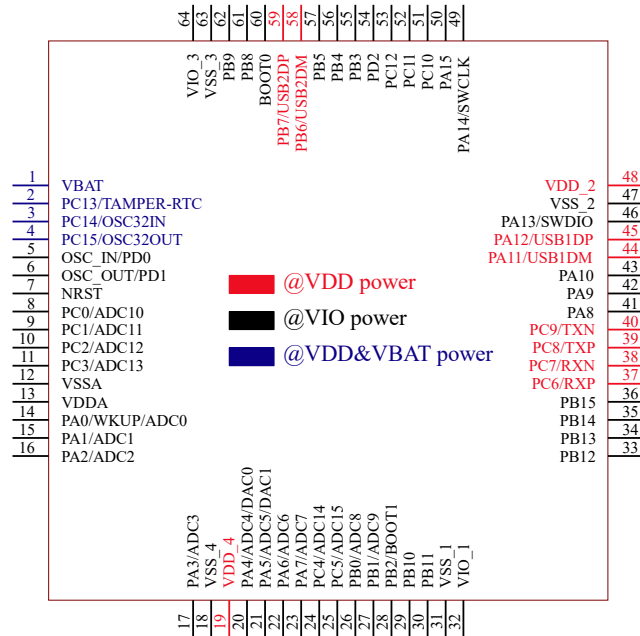 64 63 62 61 60 59 58 57 56 55 54 53 52 51 50 49
VIO_3
VSS_3
PB9
PB8
BOOT0
PB7/USB2DP
PB6/USB2DM
PB5
PB4
PB3
PD2
PC12
PC11
PC10
PA15
PA14/SWCLK
1 VBAT
2 PC13/TAMPER-RTC
3 PC14/OSC32IN
4 PC15/OSC32OUT
5 OSC_IN/PD0
6 OSC_OUT/PD1
7 NRST
8 PC0/ADC10
9 PC1/ADC11
10 PC2/ADC12
11 PC3/ADC13
12 VSSA
13 VDDA
14 PA0/WKUP/ADC0
15 PA1/ADC1
16 PA2/ADC2
@VDD power
@VIO power
@VDD&VBAT power
VDD_2 48
VSS_2 47
PA13/SWDIO 46
PA12/USB1DP 45
PA11/USB1DM 44
PA10 43
PA9 42
PA8 41
PC9/TXN 40
PC8/TXP 39
PC7/RXN 38
PC6/RXP 37
PB15 36
PB14 35
PB13 34
PB12 33
PA3/ADC3
VSS_4
VDD_4
PA4/ADC4/DAC0
PA5/ADC5/DAC1
PA6/ADC6
PA7/ADC7
PC4/ADC14
PC5/ADC15
PB0/ADC8
PB1/ADC9
PB2/BOOT1
PB10
PB11
VSS_1
VIO_1
17 18 19 20 21 22 23 24 25 26 27 28 29 30 31 32